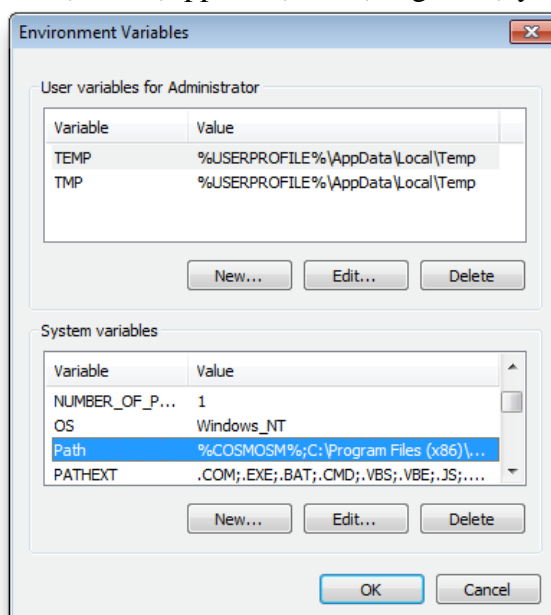 Environment Variables
User variables for Administrator
Variable Value
TEMP %USERPROFILE%\AppData\Local\Temp
TMP %USERPROFILE%\AppData\Local\Temp
New... Edit... Delete
System variables
Variable Value
NUMBER_OF_P... 1
OS Windows_NT
Path %COSMOSM%;C:\Program Files (x86)\...
PATHEXT .COM;.EXE;.BAT;.CMD;.VBS;.VBE;.JS;....
New... Edit... Delete
OK Cancel